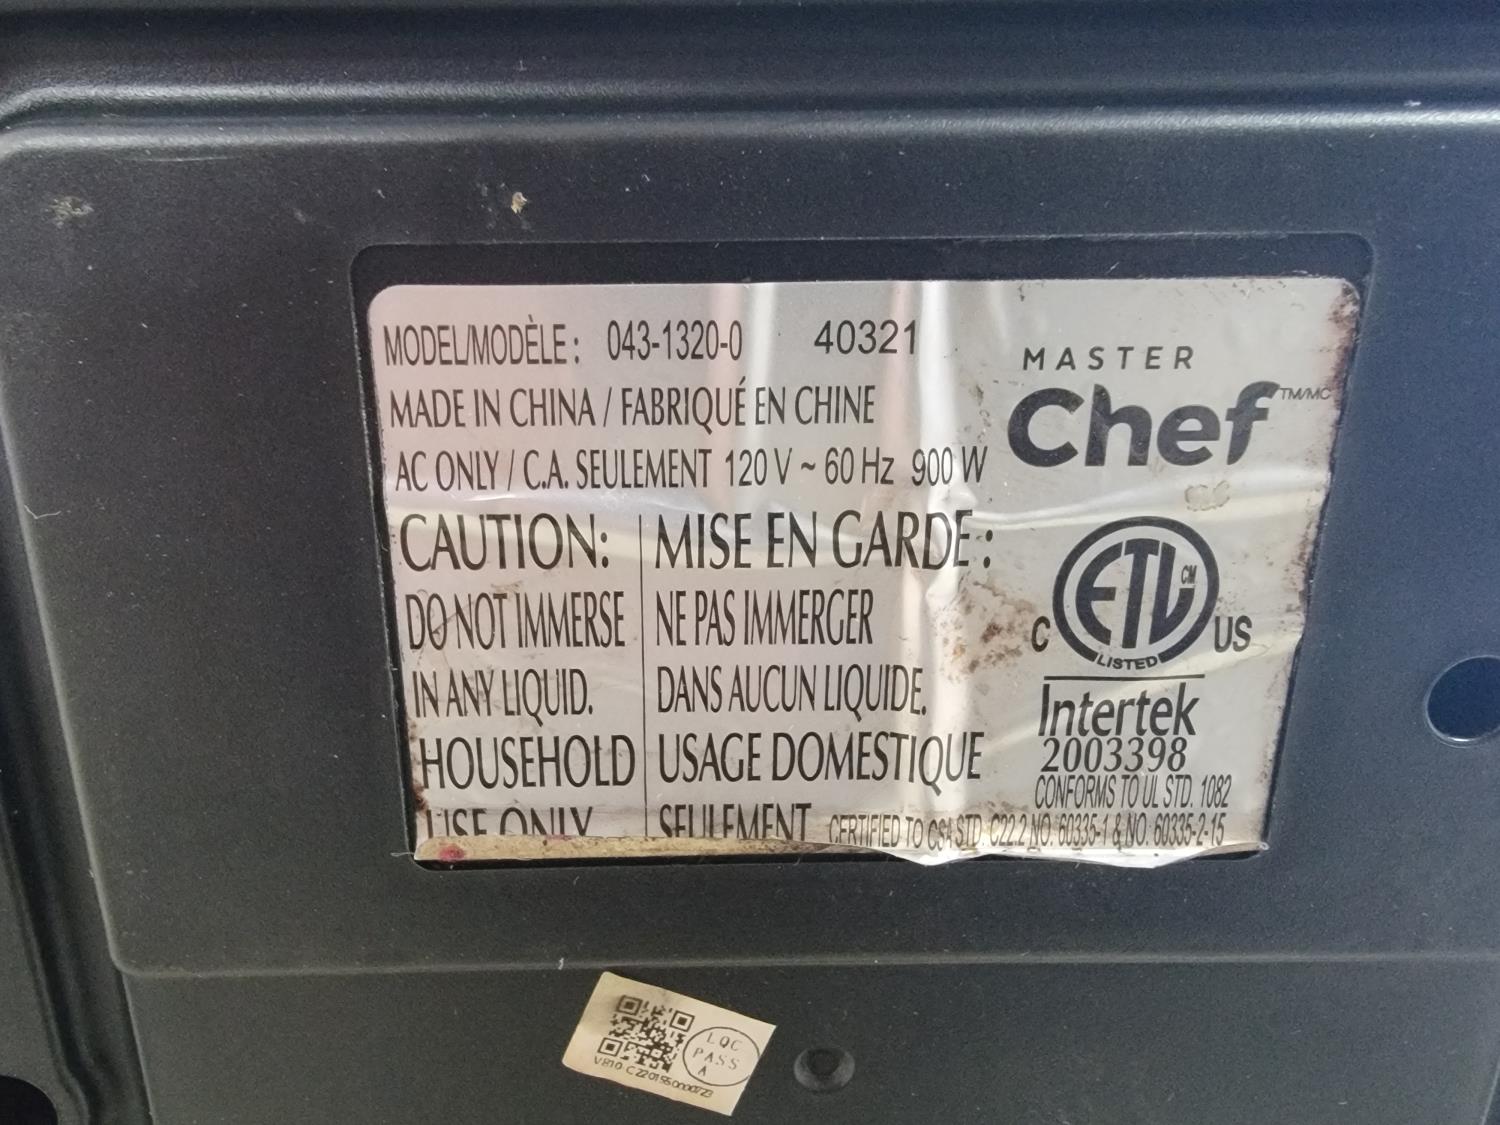 MODEL/MODÈLE: 043-1320-0 40321
MADE IN CHINA / FABRIQUÉ EN CHINE
AC ONLY / C.A. SEULEMENT 120 V ~ 60 Hz 900 W
MASTER
Chef TM/MC
CAUTION:
DO NOT IMMERSE
IN ANY LIQUID.
HOUSEHOLD
USE ONLY
MISE EN GARDE :
NE PAS IMMERGER
DANS AUCUN LIQUIDE.
USAGE DOMESTIQUE
SEULEMENT
ETL CM
C US
LISTED
Intertek
2003398
CONFORMS TO UL STD. 1082
CERTIFIED TO CSA STD. C22.2 NO. 60335-1 & NO. 60335-2-15
LQC
PASS
A